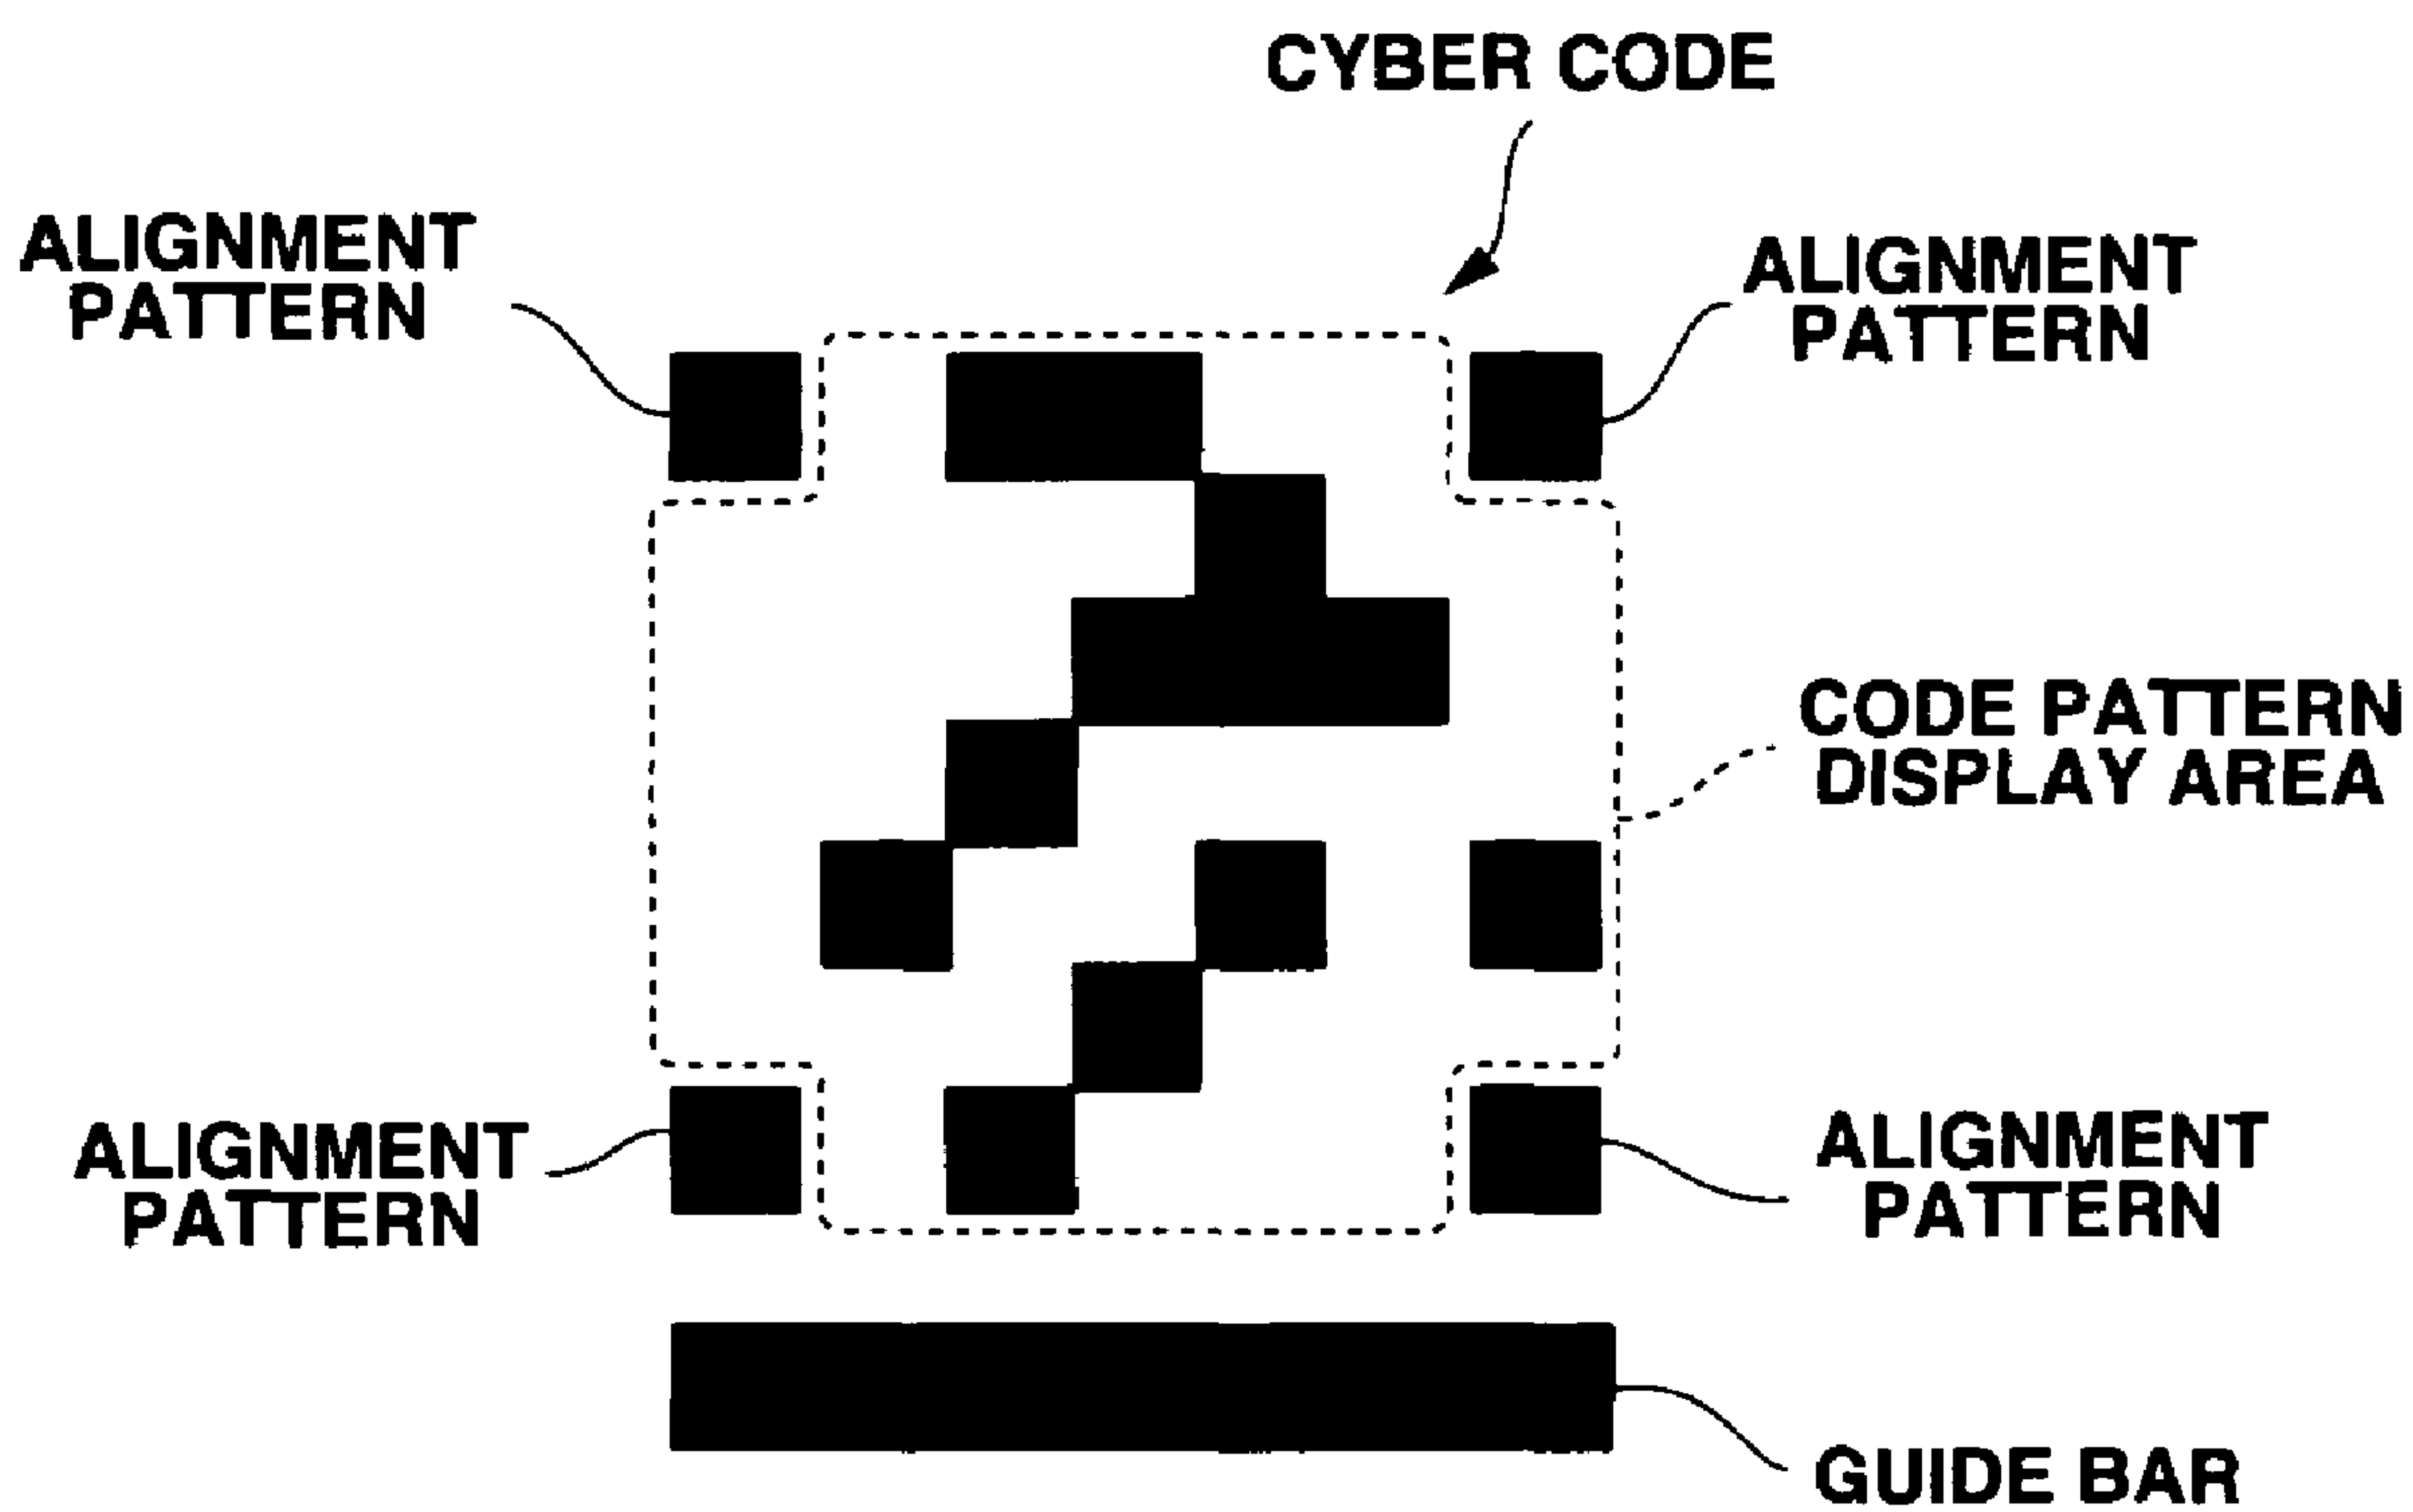 CYBER CODE
ALIGNMENT
PATTERN
ALIGNMENT
PATTERN
CODE PATTERN
DISPLAY AREA
ALIGNMENT
PATTERN
ALIGNMENT
PATTERN
GUIDE BAR